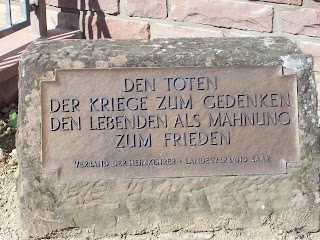 DEN TOTEN
DER KRIEGE ZUM GEDENKEN
DEN LEBENDEN ALS MAHNUNG
ZUM FRIEDEN
VERBAND DER HEIMKEHRER · LANDESVERBAND SAAR